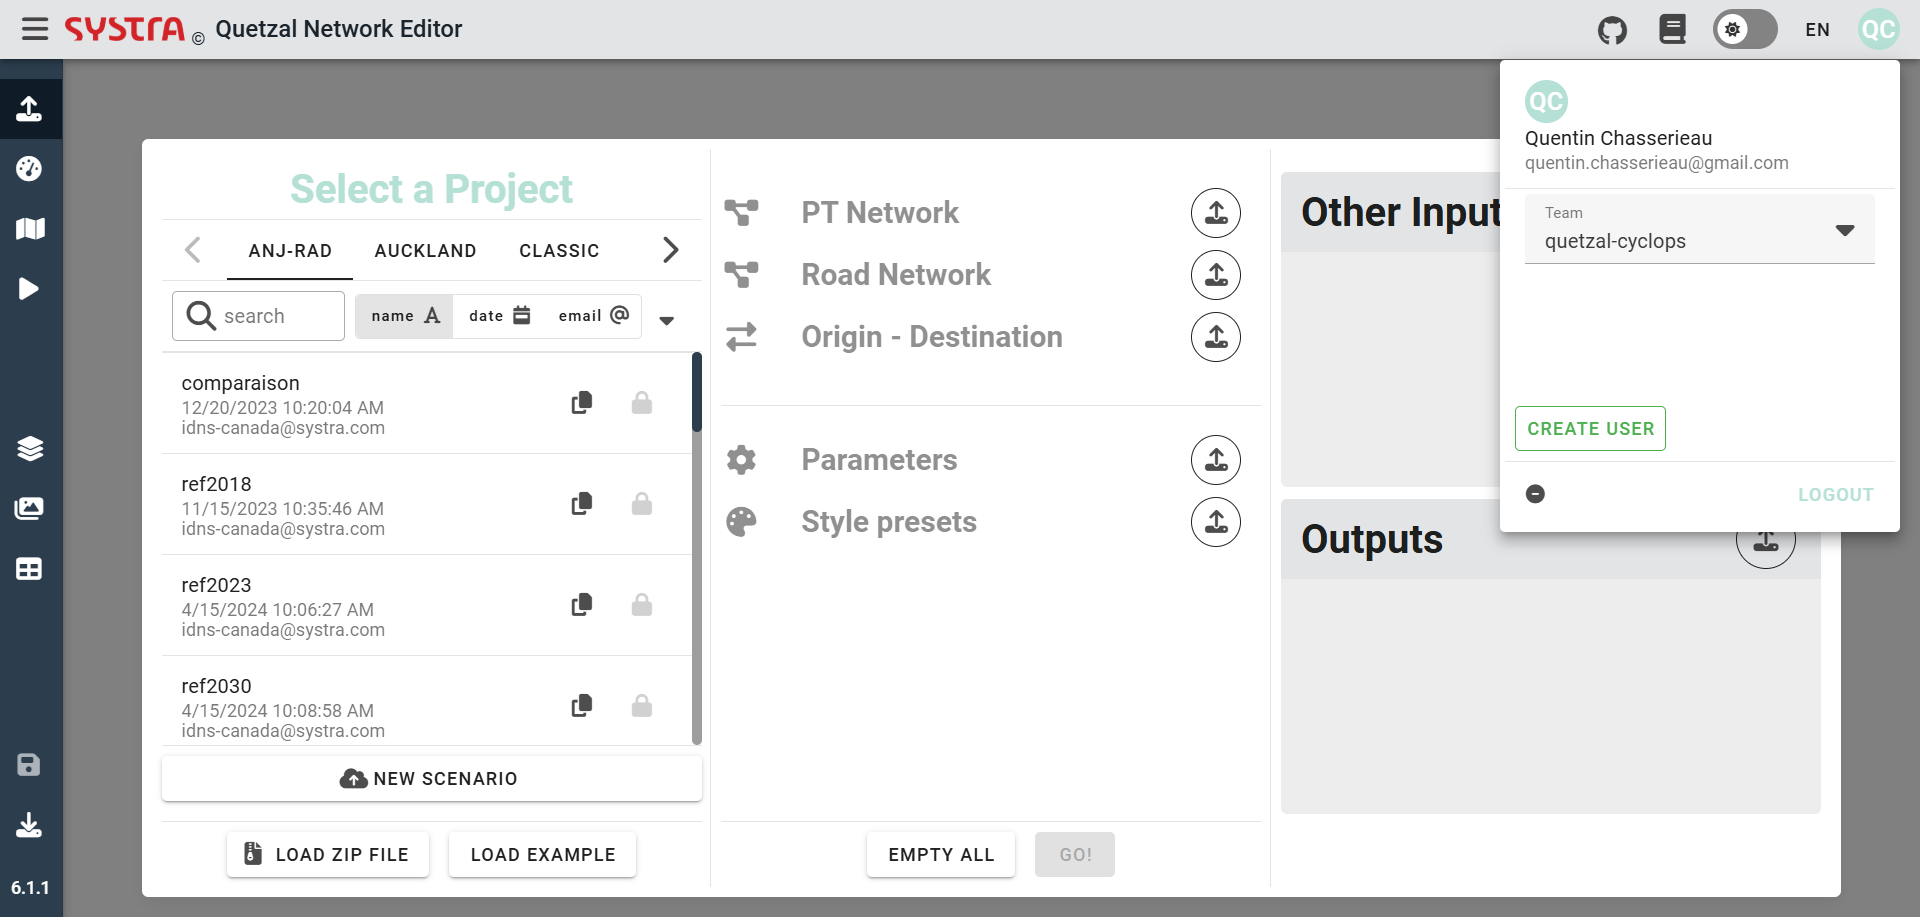 SYSTRA © Quetzal Network Editor
EN
QC
QC
Quentin Chasserieau
quentin.chasserieau@gmail.com
Team
quetzal-cyclops
CREATE USER
LOGOUT
Select a Project
ANJ-RAD AUCKLAND CLASSIC
search
name date email
comparaison
12/20/2023 10:20:04 AM
idns-canada@systra.com
ref2018
11/15/2023 10:35:46 AM
idns-canada@systra.com
ref2023
4/15/2024 10:06:27 AM
idns-canada@systra.com
ref2030
4/15/2024 10:08:58 AM
idns-canada@systra.com
NEW SCENARIO
LOAD ZIP FILE
LOAD EXAMPLE
PT Network
Road Network
Origin - Destination
Parameters
Style presets
EMPTY ALL
GO!
Other Input
Outputs
6.1.1